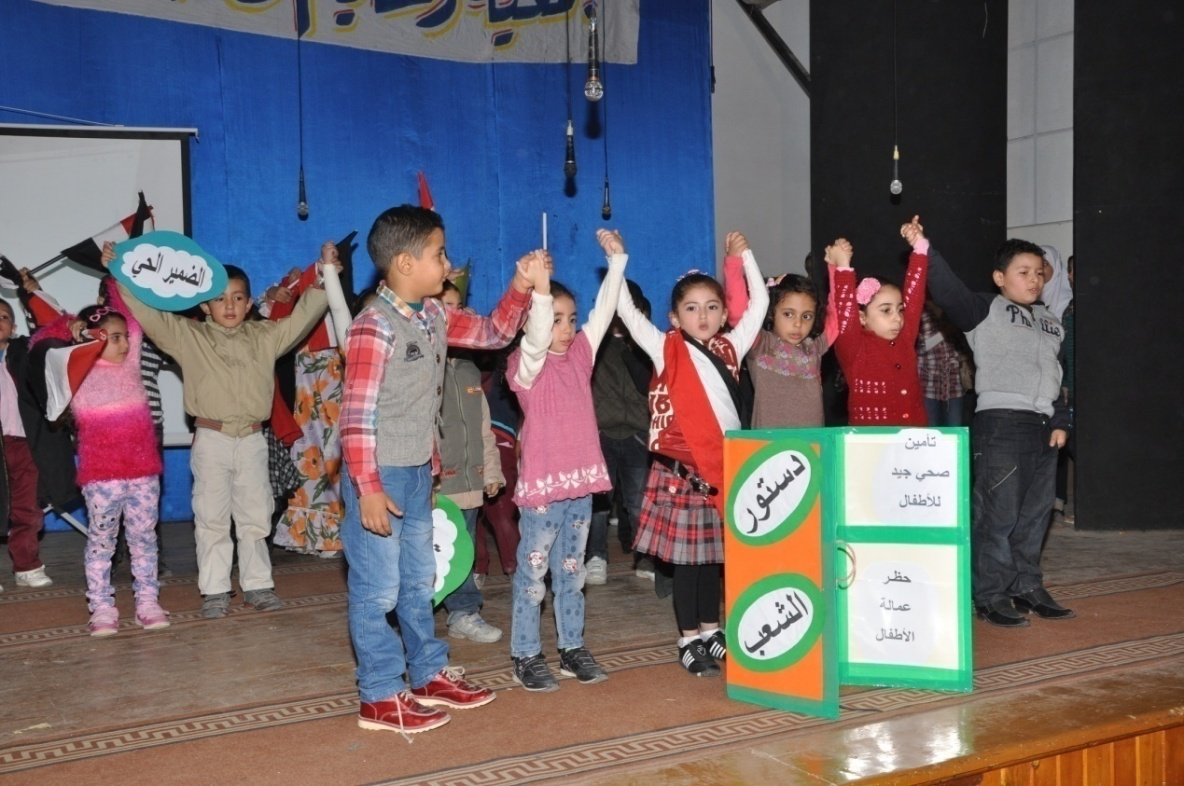 الضمير الحي
دستور
الشعب
تأمين
صحي جيد
للأطفال
حظر
عمالة
الأطفال